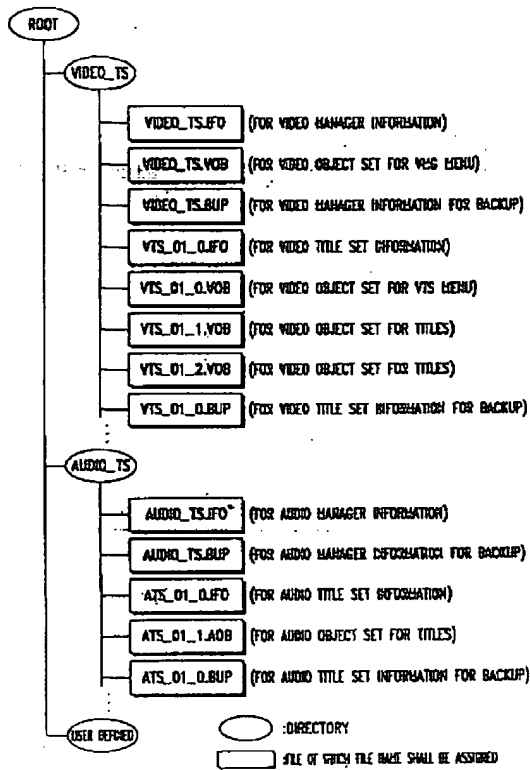 ROOT
VIDEO_TS
VIDEO_TS.IFO (FOR VIDEO MANAGER INFORMATION)
VIDEO_TS.VOB (FOR VIDEO OBJECT SET FOR VMG MENU)
VIDEO_TS.BUP (FOR VIDEO MANAGER INFORMATION FOR BACKUP)
VTS_01_0.IFO (FOR VIDEO TITLE SET INFORMATION)
VTS_01_0.VOB (FOR VIDEO OBJECT SET FOR VTS MENU)
VTS_01_1.VOB (FOR VIDEO OBJECT SET FOR TITLES)
VTS_01_2.VOB (FOR VIDEO OBJECT SET FOR TITLES)
VTS_01_0.BUP (FOR VIDEO TITLE SET INFORMATION FOR BACKUP)
AUDIO_TS
AUDIO_TS.IFO (FOR AUDIO MANAGER INFORMATION)
AUDIO_TS.BUP (FOR AUDIO MANAGER INFORMATION FOR BACKUP)
ATS_01_0.IFO (FOR AUDIO TITLE SET INFORMATION)
ATS_01_1.AOB (FOR AUDIO OBJECT SET FOR TITLES)
ATS_01_0.BUP (FOR AUDIO TITLE SET INFORMATION FOR BACKUP)
USER DEFINED
:DIRECTORY
:FILE OF WHICH FILE NAME SHALL BE ASSIGNED